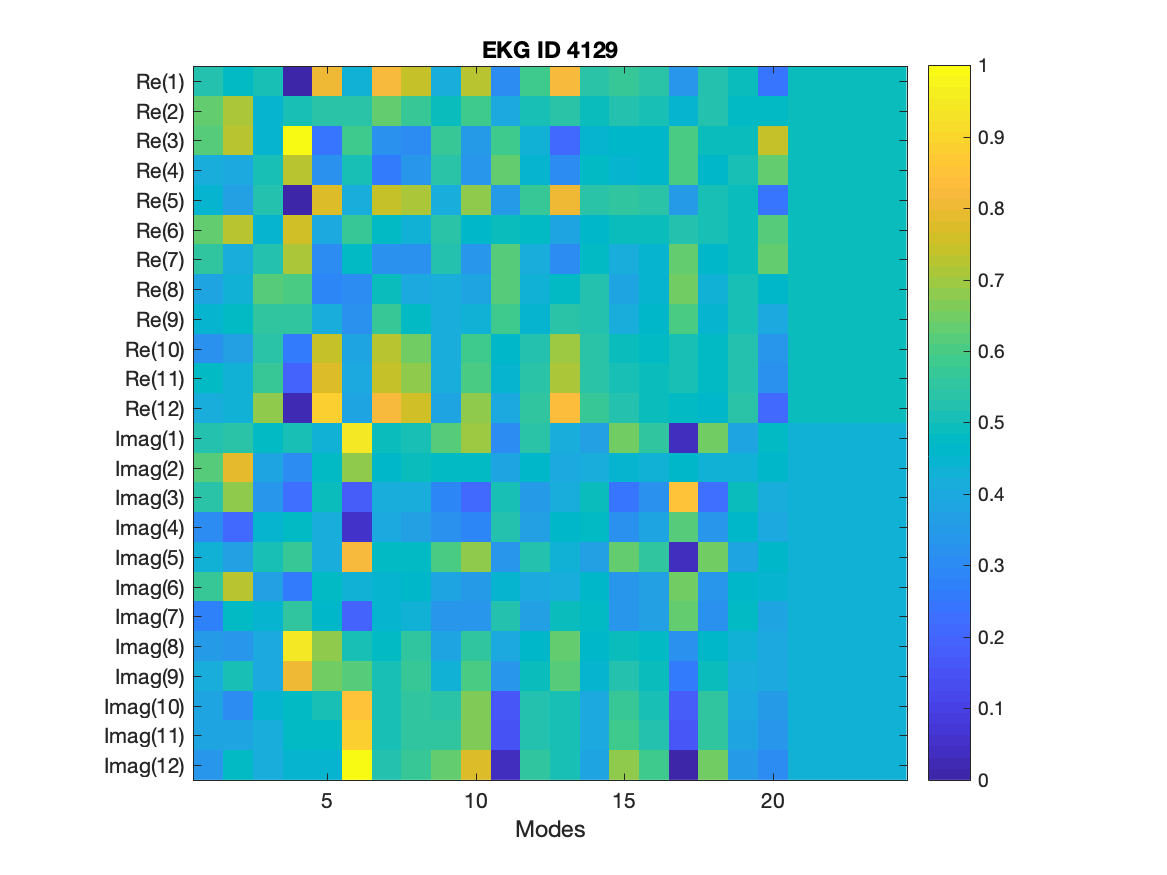 EKG ID 4129
Re(1)
Re(2)
Re(3)
Re(4)
Re(5)
Re(6)
Re(7)
Re(8)
Re(9)
Re(10)
Re(11)
Re(12)
Imag(1)
Imag(2)
Imag(3)
Imag(4)
Imag(5)
Imag(6)
Imag(7)
Imag(8)
Imag(9)
Imag(10)
Imag(11)
Imag(12)
5 10 15 20
Modes
1
0.9
0.8
0.7
0.6
0.5
0.4
0.3
0.2
0.1
0